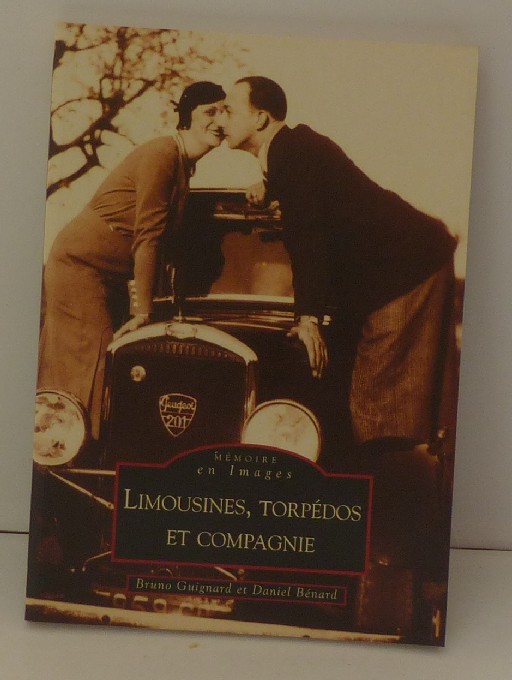 Peugeot
201
MÉMOIRE
en Images
LIMOUSINES, TORPÉDOS
ET COMPAGNIE
Bruno Guignard et Daniel Bénard